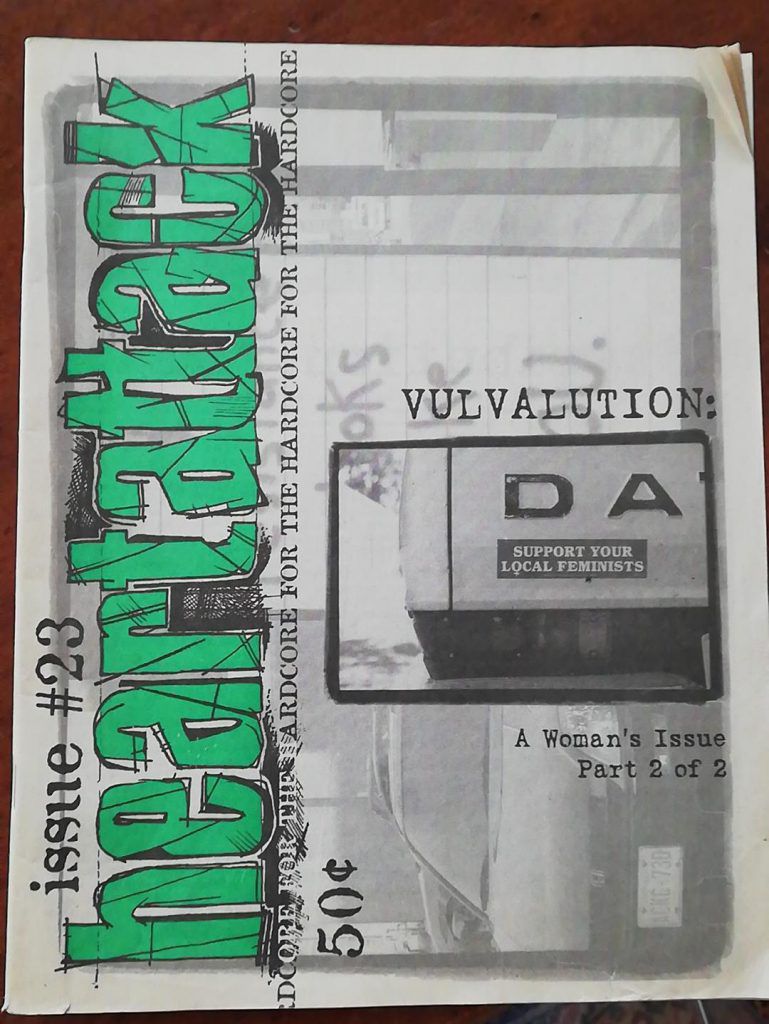 issue #23
heartattack
RDCORE FOR THE HARDCORE FOR THE HARDCORE FOR THE HARDCORE
50¢
VULVALUTION:
DA
SUPPORT YOUR
LOCAL FEMINISTS
A Woman's Issue
Part 2 of 2